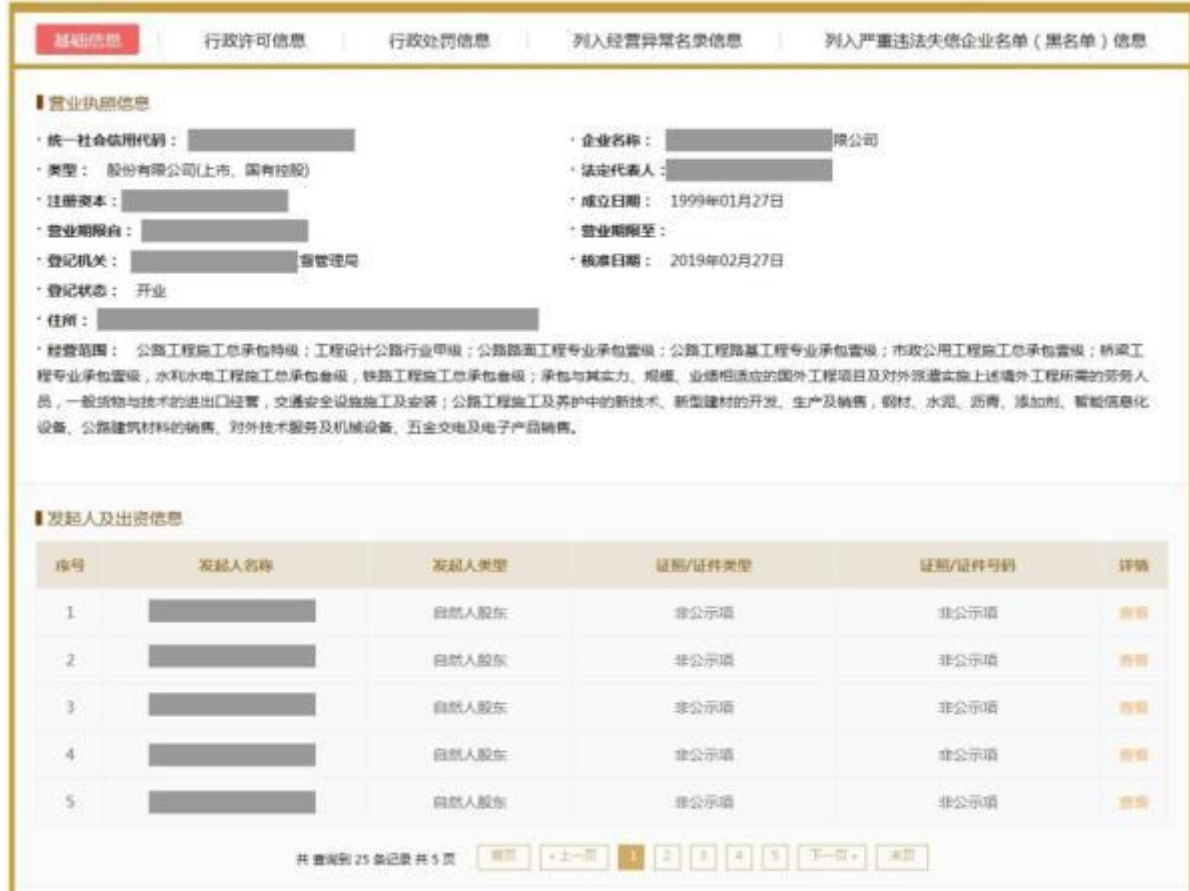 基础信息 行政许可信息 行政处罚信息 列入经营异常名录信息 列入严重违法失信企业名单（黑名单）信息
营业执照信息
· 统一社会信用代码： · 企业名称： 限公司
· 类型： 股份有限公司(上市、国有控股) · 法定代表人：
· 注册资本： · 成立日期： 1999年01月27日
· 营业期限自： · 营业期限至：
· 登记机关： 督管理局 · 核准日期： 2019年02月27日
· 登记状态： 开业
· 住所：
· 经营范围： 公路工程施工总承包特级；工程设计公路行业甲级；公路路面工程专业承包壹级；公路工程路基工程专业承包壹级；市政公用工程施工总承包壹级；桥梁工
程专业承包壹级，水利水电工程施工总承包叁级，铁路工程施工总承包叁级；承包与其实力、规模、业绩相适应的国外工程项目及对外派遣实施上述境外工程所需的劳务人
员，一般货物与技术的进出口经营，交通安全设施施工及安装；公路工程施工及养护中的新技术、新型建材的开发、生产及销售，钢材、水泥、沥青、添加剂、智能信息化
设备、公路建筑材料的销售、对外技术服务及机械设备、五金交电及电子产品销售。
发起人及出资信息
序号 发起人名称 发起人类型 证照/证件类型 证照/证件号码 详情
1 自然人股东 非公示项 非公示项 查看
2 自然人股东 非公示项 非公示项 查看
3 自然人股东 非公示项 非公示项 查看
4 自然人股东 非公示项 非公示项 查看
5 自然人股东 非公示项 非公示项 查看
共 查询到 25 条记录 共 5 页 首页 上一页 1 2 3 4 5 下一页 末页